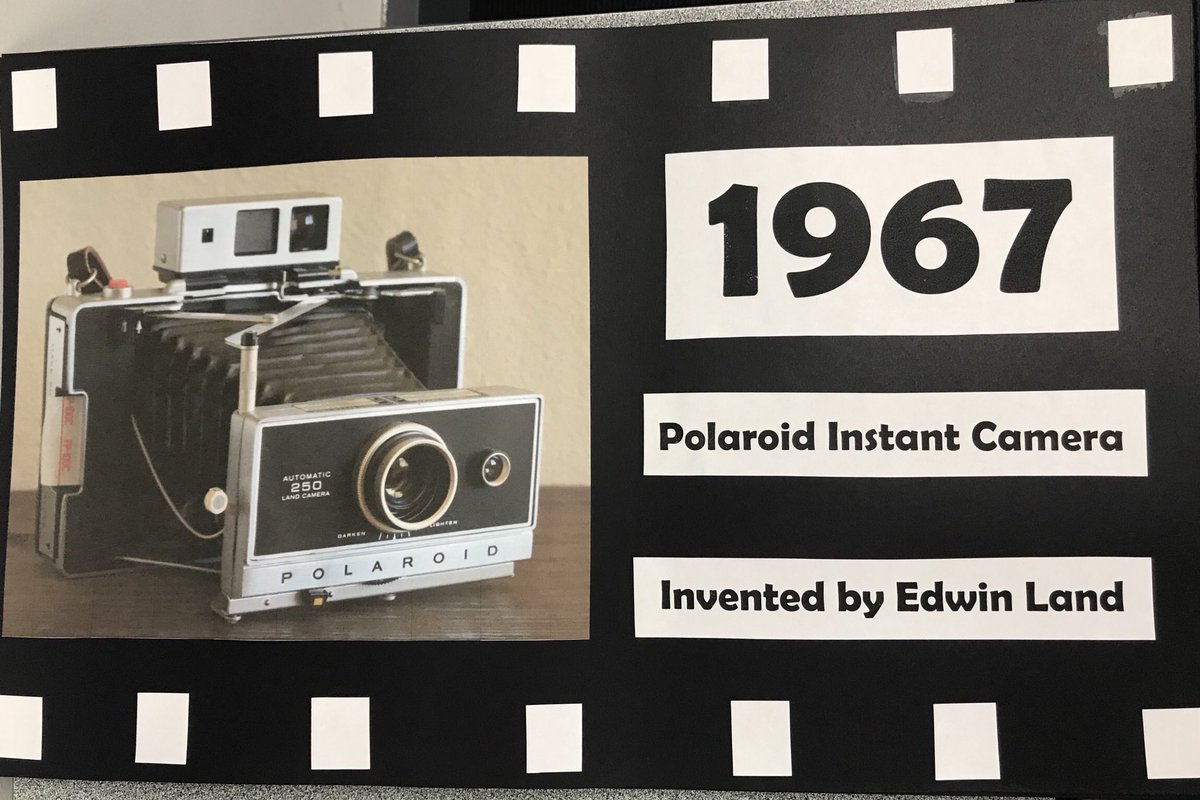 1967
Polaroid Instant Camera
Invented by Edwin Land
AUTOMATIC
250
LAND CAMERA
DARKEN
LIGHTEN
POLAROID